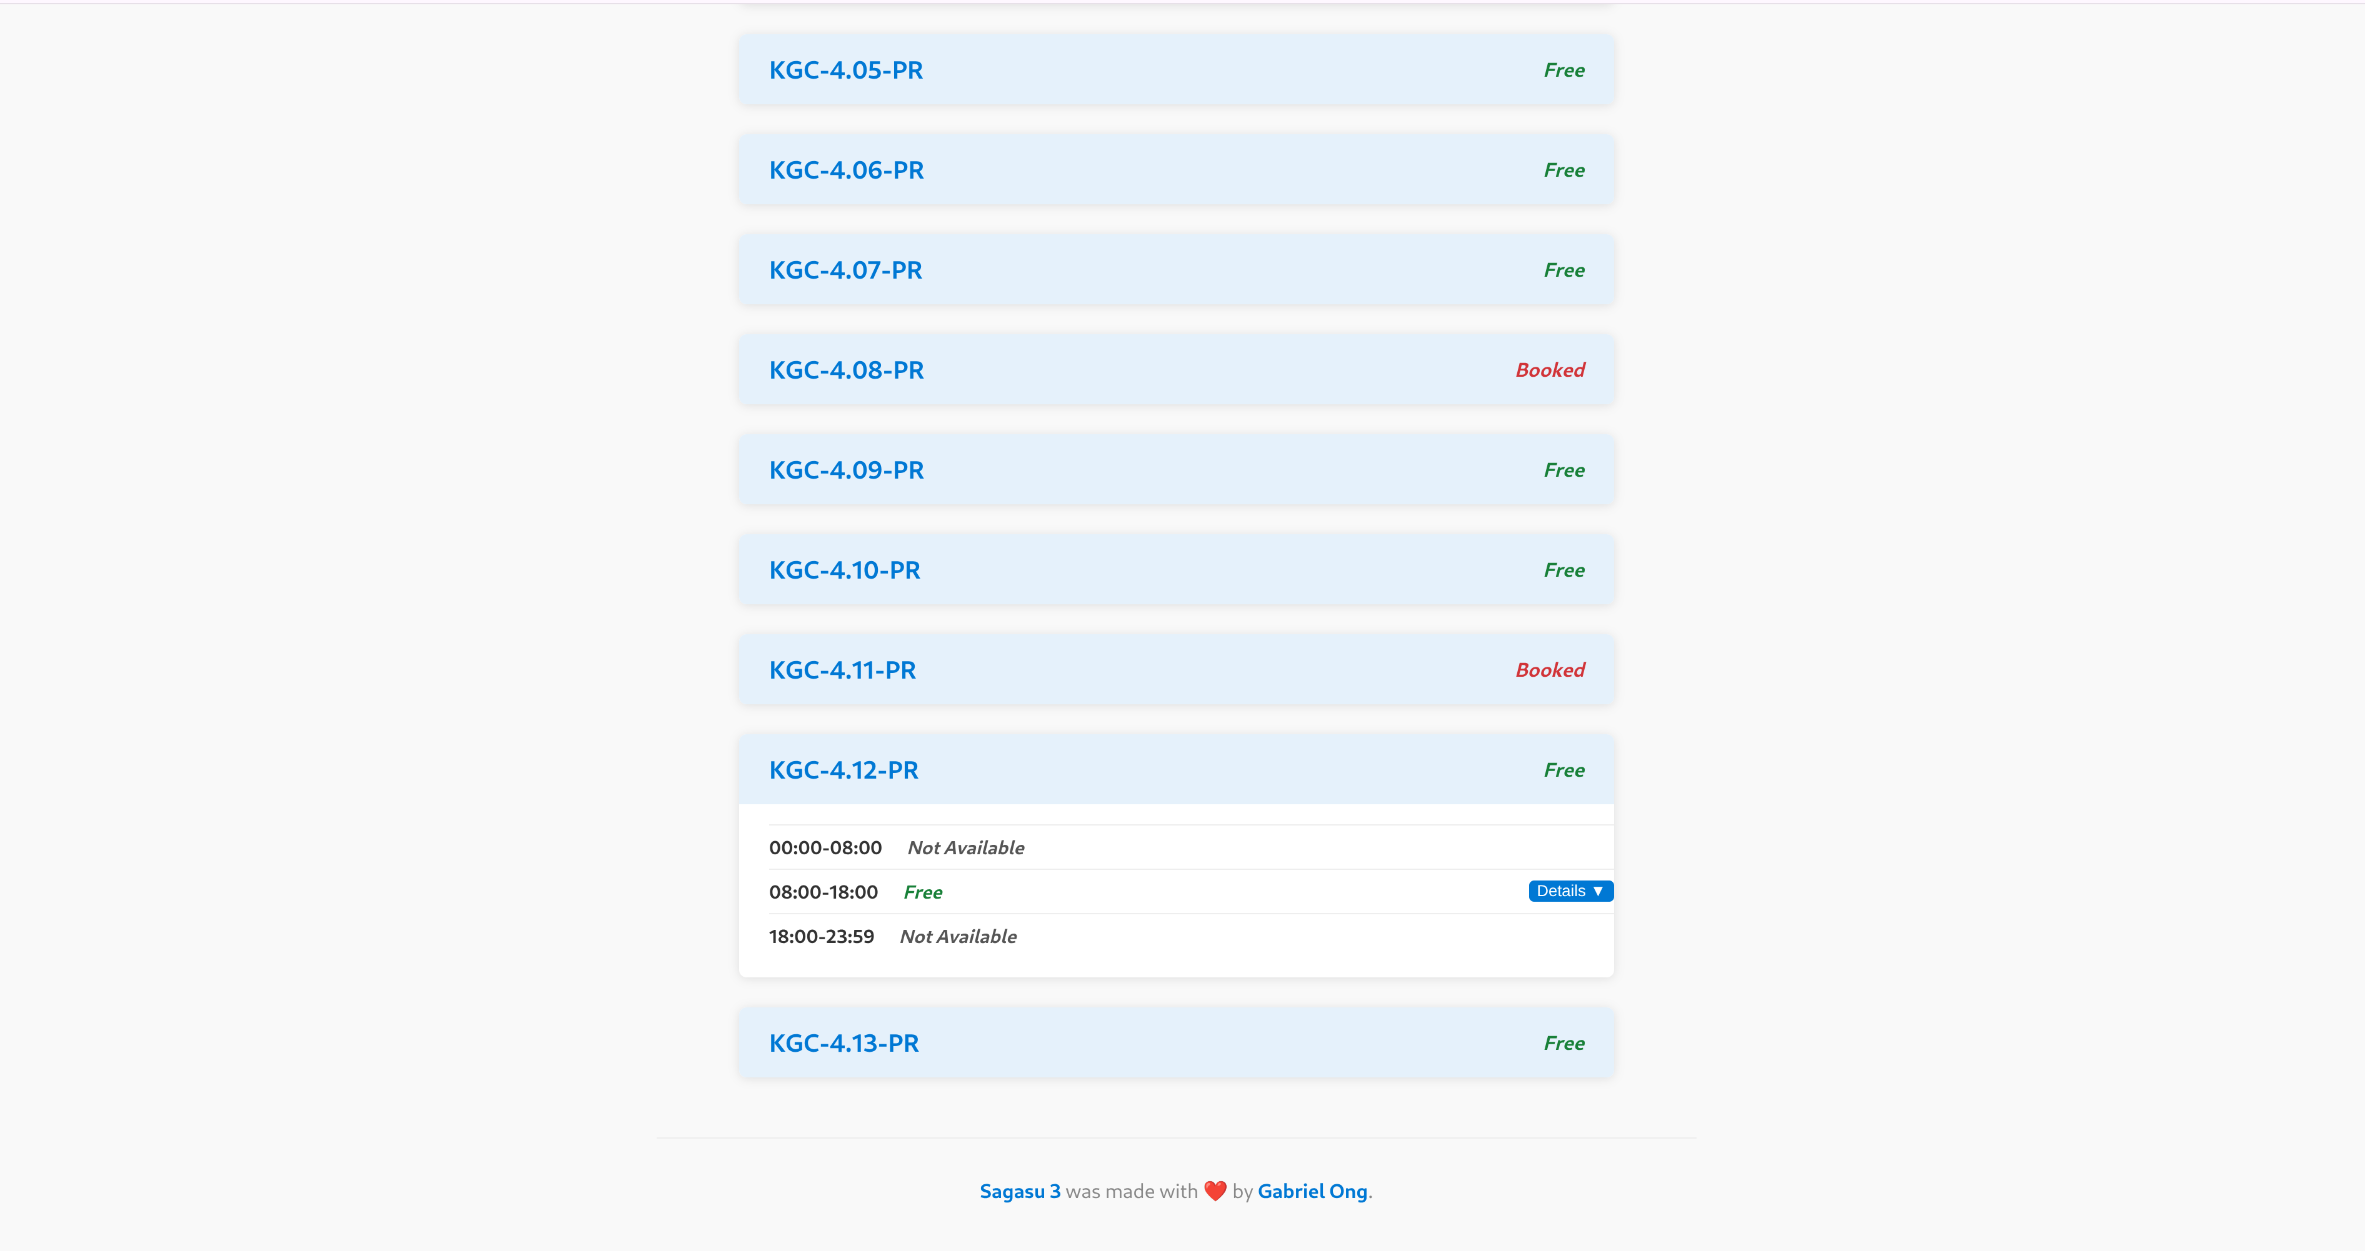 KGC-4.05-PR Free
KGC-4.06-PR Free
KGC-4.07-PR Free
KGC-4.08-PR Booked
KGC-4.09-PR Free
KGC-4.10-PR Free
KGC-4.11-PR Booked
KGC-4.12-PR Free
00:00-08:00 Not Available
08:00-18:00 Free Details ▼
18:00-23:59 Not Available
KGC-4.13-PR Free
Sagasu 3 was made with ❤️ by Gabriel Ong.